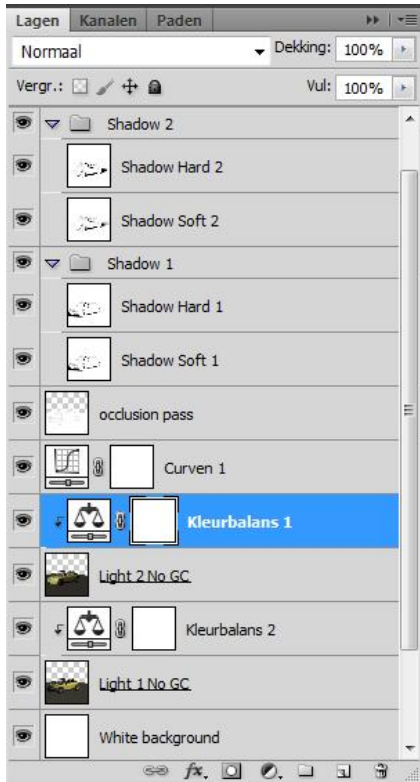 Lagen Kanalen Paden
Normaal Dekking: 100%
Vergr.: Vul: 100%
Shadow 2
Shadow Hard 2
Shadow Soft 2
Shadow 1
Shadow Hard 1
Shadow Soft 1
occlusion pass
Curven 1
Kleurbalans 1
Light 2 No GC
Kleurbalans 2
Light 1 No GC
White background
fx.